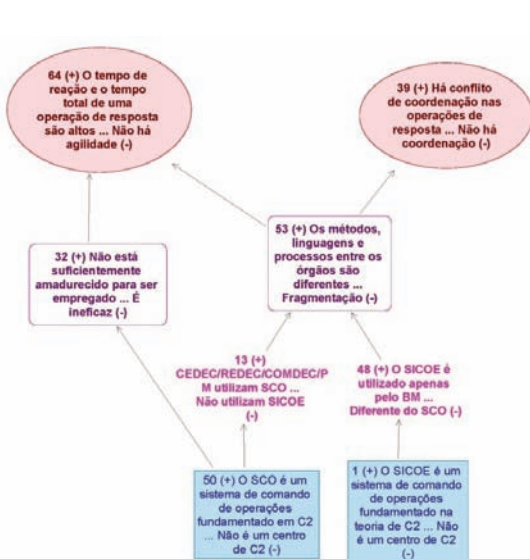 64 (+) O tempo de
reação e o tempo
total de uma
operação de resposta
são altos ... Não há
agilidade (-)
39 (+) Há conflito
de coordenação nas
operações de
resposta ... Não há
coordenação (-)
32 (+) Não está
suficientemente
amadurecido para ser
empregado ... É
ineficaz (-)
53 (+) Os métodos,
linguagens e
processos entre os
órgãos são
diferentes ...
Fragmentação (-)
13 (+)
CEDEC/REDEC/COMDEC/P
M utilizam SCO ...
Não utilizam SICOE
(-)
48 (+) O SICOE é
utilizado apenas
pelo BM ...
Diferente do SCO (-)
50 (+) O SCO é um
sistema de comando
de operações
fundamentado em C2
... Não é um centro
de C2 (-)
1 (+) O SICOE é um
sistema de comando
de operações
fundamentado na
teoria de C2 ... Não
é um centro de C2
(-)